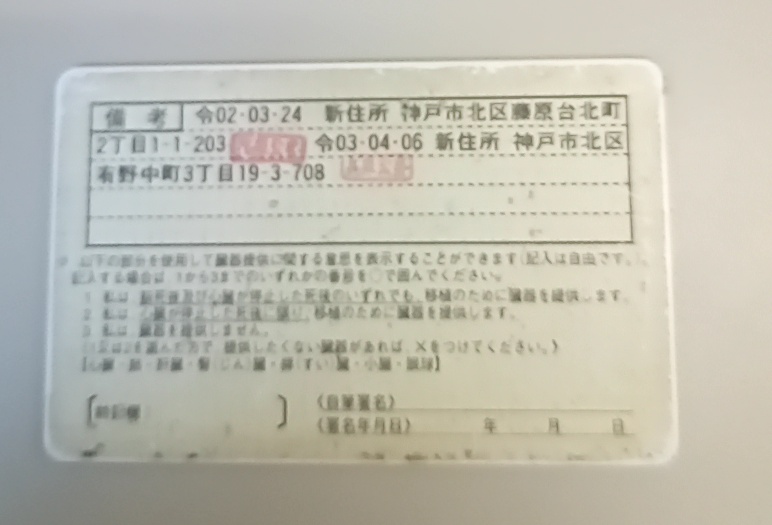 備 考 令02-03-24 新住所 神戸市北区藤原台北町
2丁目1-1-203 令03-04-06 新住所 神戸市北区
有野中町3丁目19-3-708
以下の部分を使用して臓器提供に関する意思を表示することができます(記入は自由です。)
記入する場合は、1から3までのいずれかの番号を○で囲んでください。
1 私は、脳死後及び心臓が停止した死後のいずれでも、移植のために臓器を提供します。
2 私は、心臓が停止した死後に限り、移植のために臓器を提供します。
3 私は、臓器を提供しません。
《1又は2を選んだ方で、提供したくない臓器があれば、×をつけてください。》
【心臓・肺・肝臓・腎(じん)臓・膵(すい)臓・小腸・眼球】
〔特記欄 〕 《自筆署名》
《署名年月日》 年 月 日